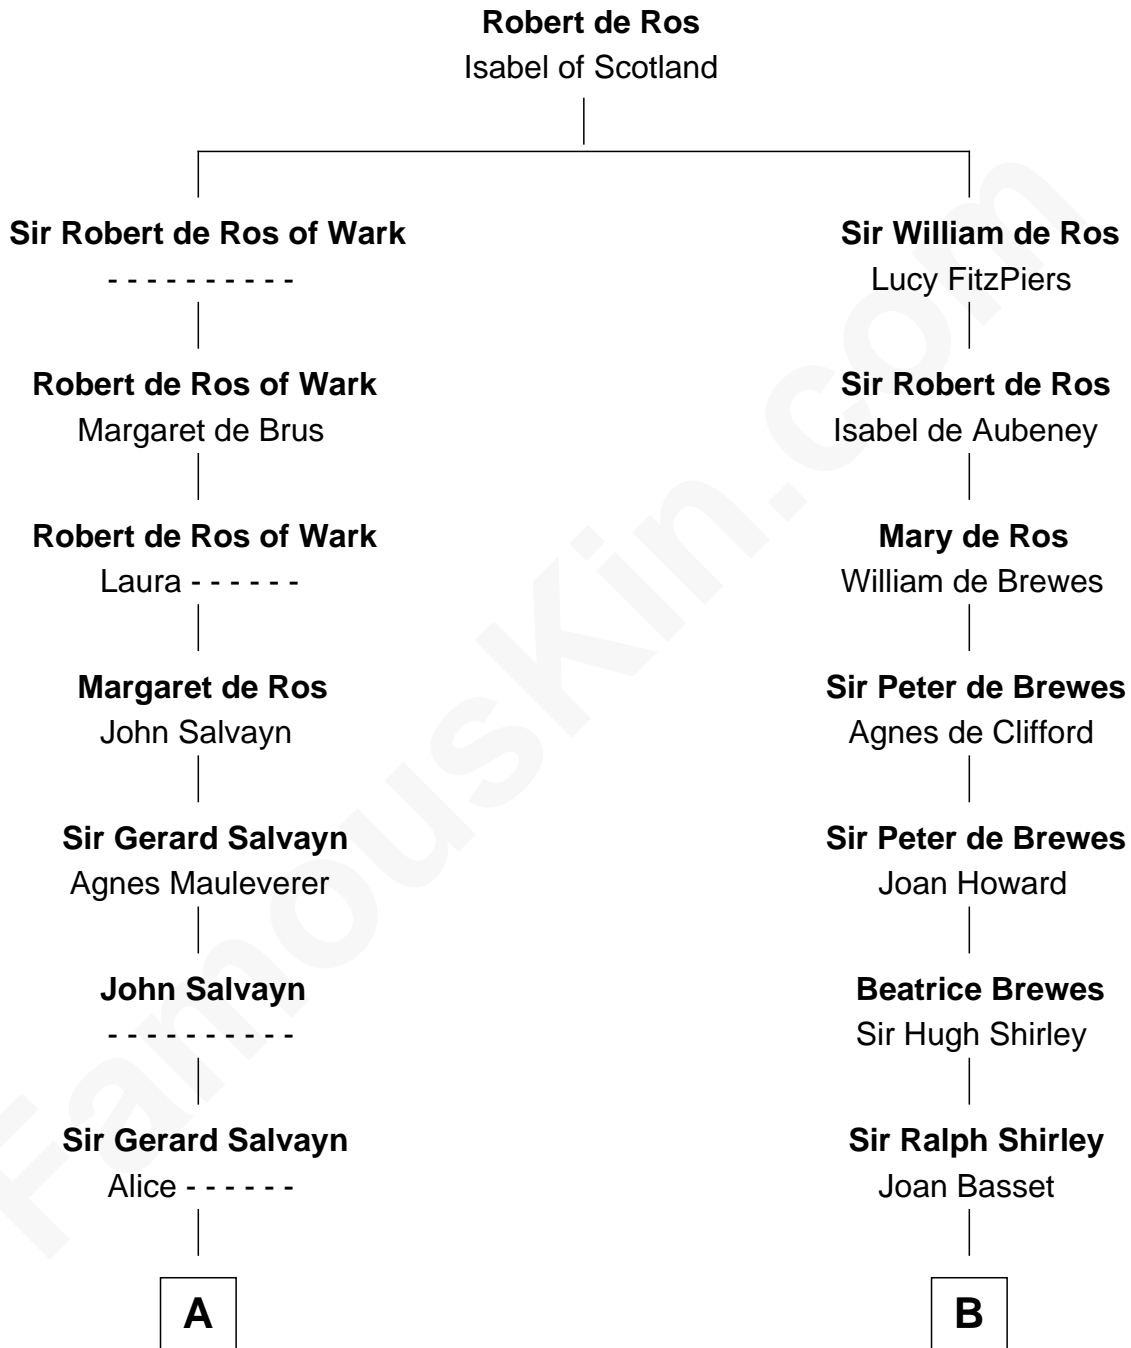 Robert de Ros
Isabel of Scotland
Sir Robert de Ros of Wark
- - - - - - - - - -
Robert de Ros of Wark
Margaret de Brus
Robert de Ros of Wark
Laura - - - - - -
Margaret de Ros
John Salvayn
Sir Gerard Salvayn
Agnes Mauleverer
John Salvayn
- - - - - - - - - -
Sir Gerard Salvayn
Alice - - - - - -
A
Sir William de Ros
Lucy FitzPiers
Sir Robert de Ros
Isabel de Aubeney
Mary de Ros
William de Brewes
Sir Peter de Brewes
Agnes de Clifford
Sir Peter de Brewes
Joan Howard
Beatrice Brewes
Sir Hugh Shirley
Sir Ralph Shirley
Joan Basset
B
FamousKin.com